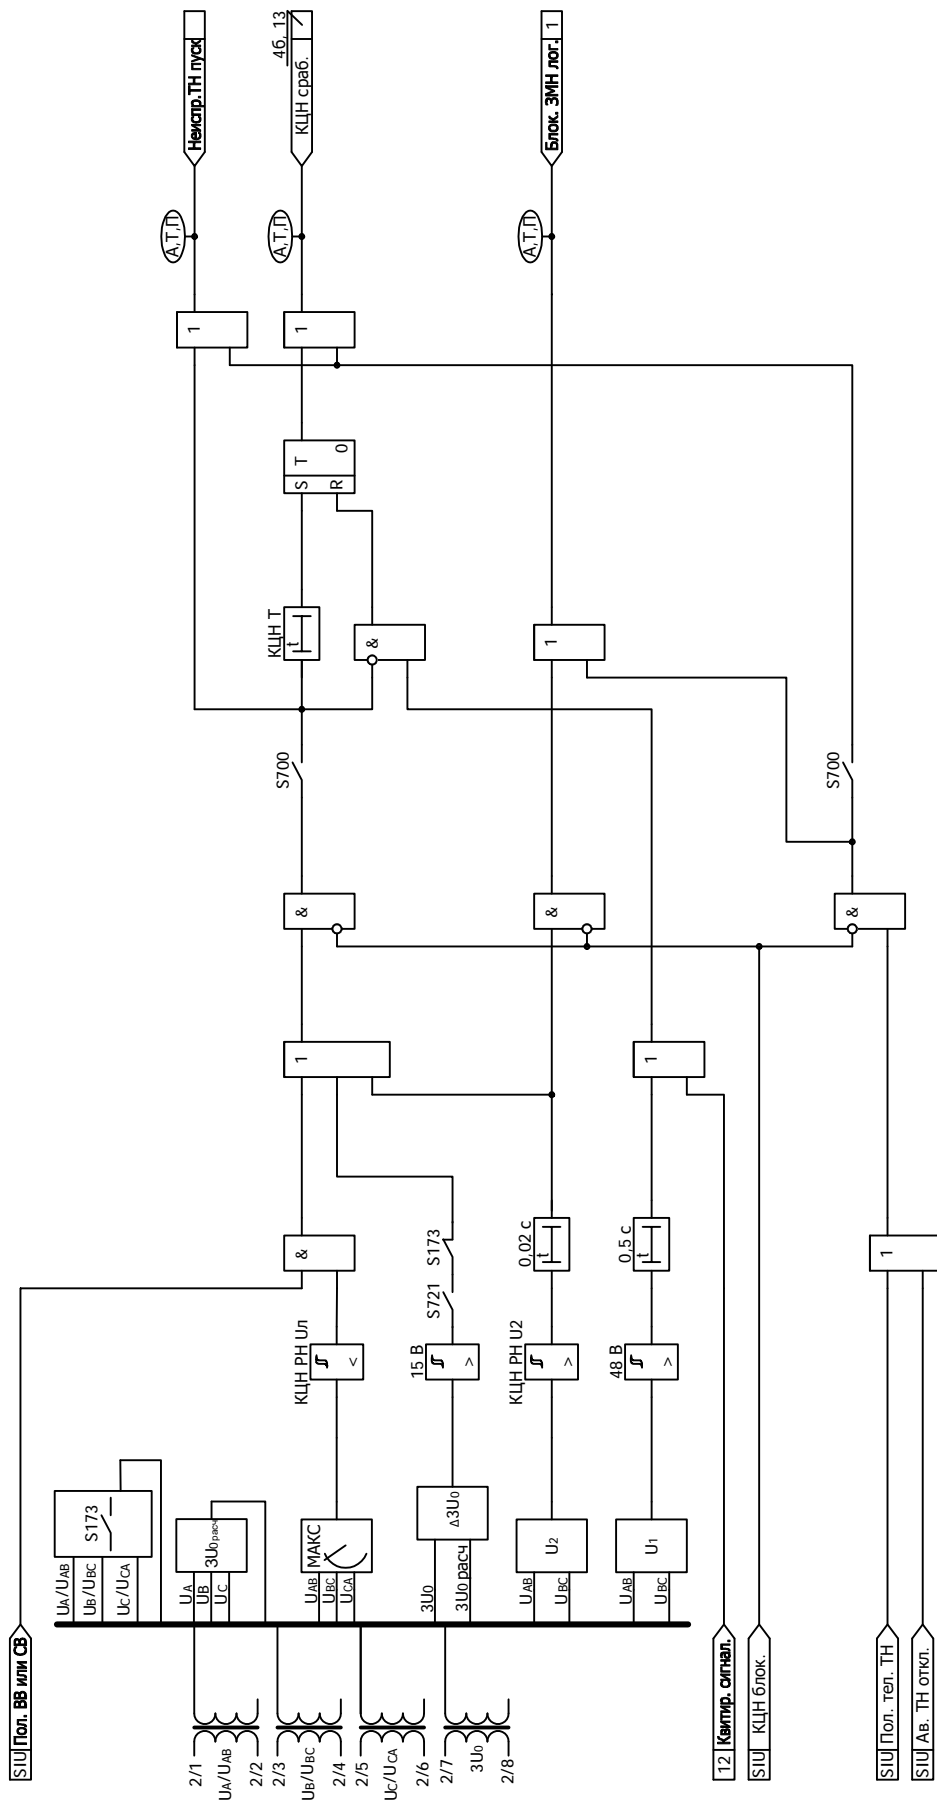 SIU Пол. ВВ или СВ
UA/UAB
UB/UBC
UC/UCA
S173
2/1
UA/UAB
2/2
UA
UB
UC
3U0расч
2/3
UB/UBC
2/4
UAB
UBC
UCA
МАКС
КЦН РН Uл
<
&
1
&
S700
КЦН Т
t
S
R
T
0
1
А,Т,П
КЦН сраб.
4б, 13
1
А,Т,П
Неиспр.ТН пуск
2/5
UC/UCA
2/6
2/7
3U0
2/8
3U0
3U0 расч
Δ3U0
15 В
>
S721
S173
&
UAB
UBC
U2
КЦН РН U2
>
0,02 с
t
&
1
А,Т,П
Блок. ЗМН лог. 1
UAB
UBC
U1
48 В
>
0,5 с
t
1
12 Квитир. сигнал.
SIU КЦН блок.
&
S700
SIU Пол. тел. ТН
SIU Ав. ТН откл.
1